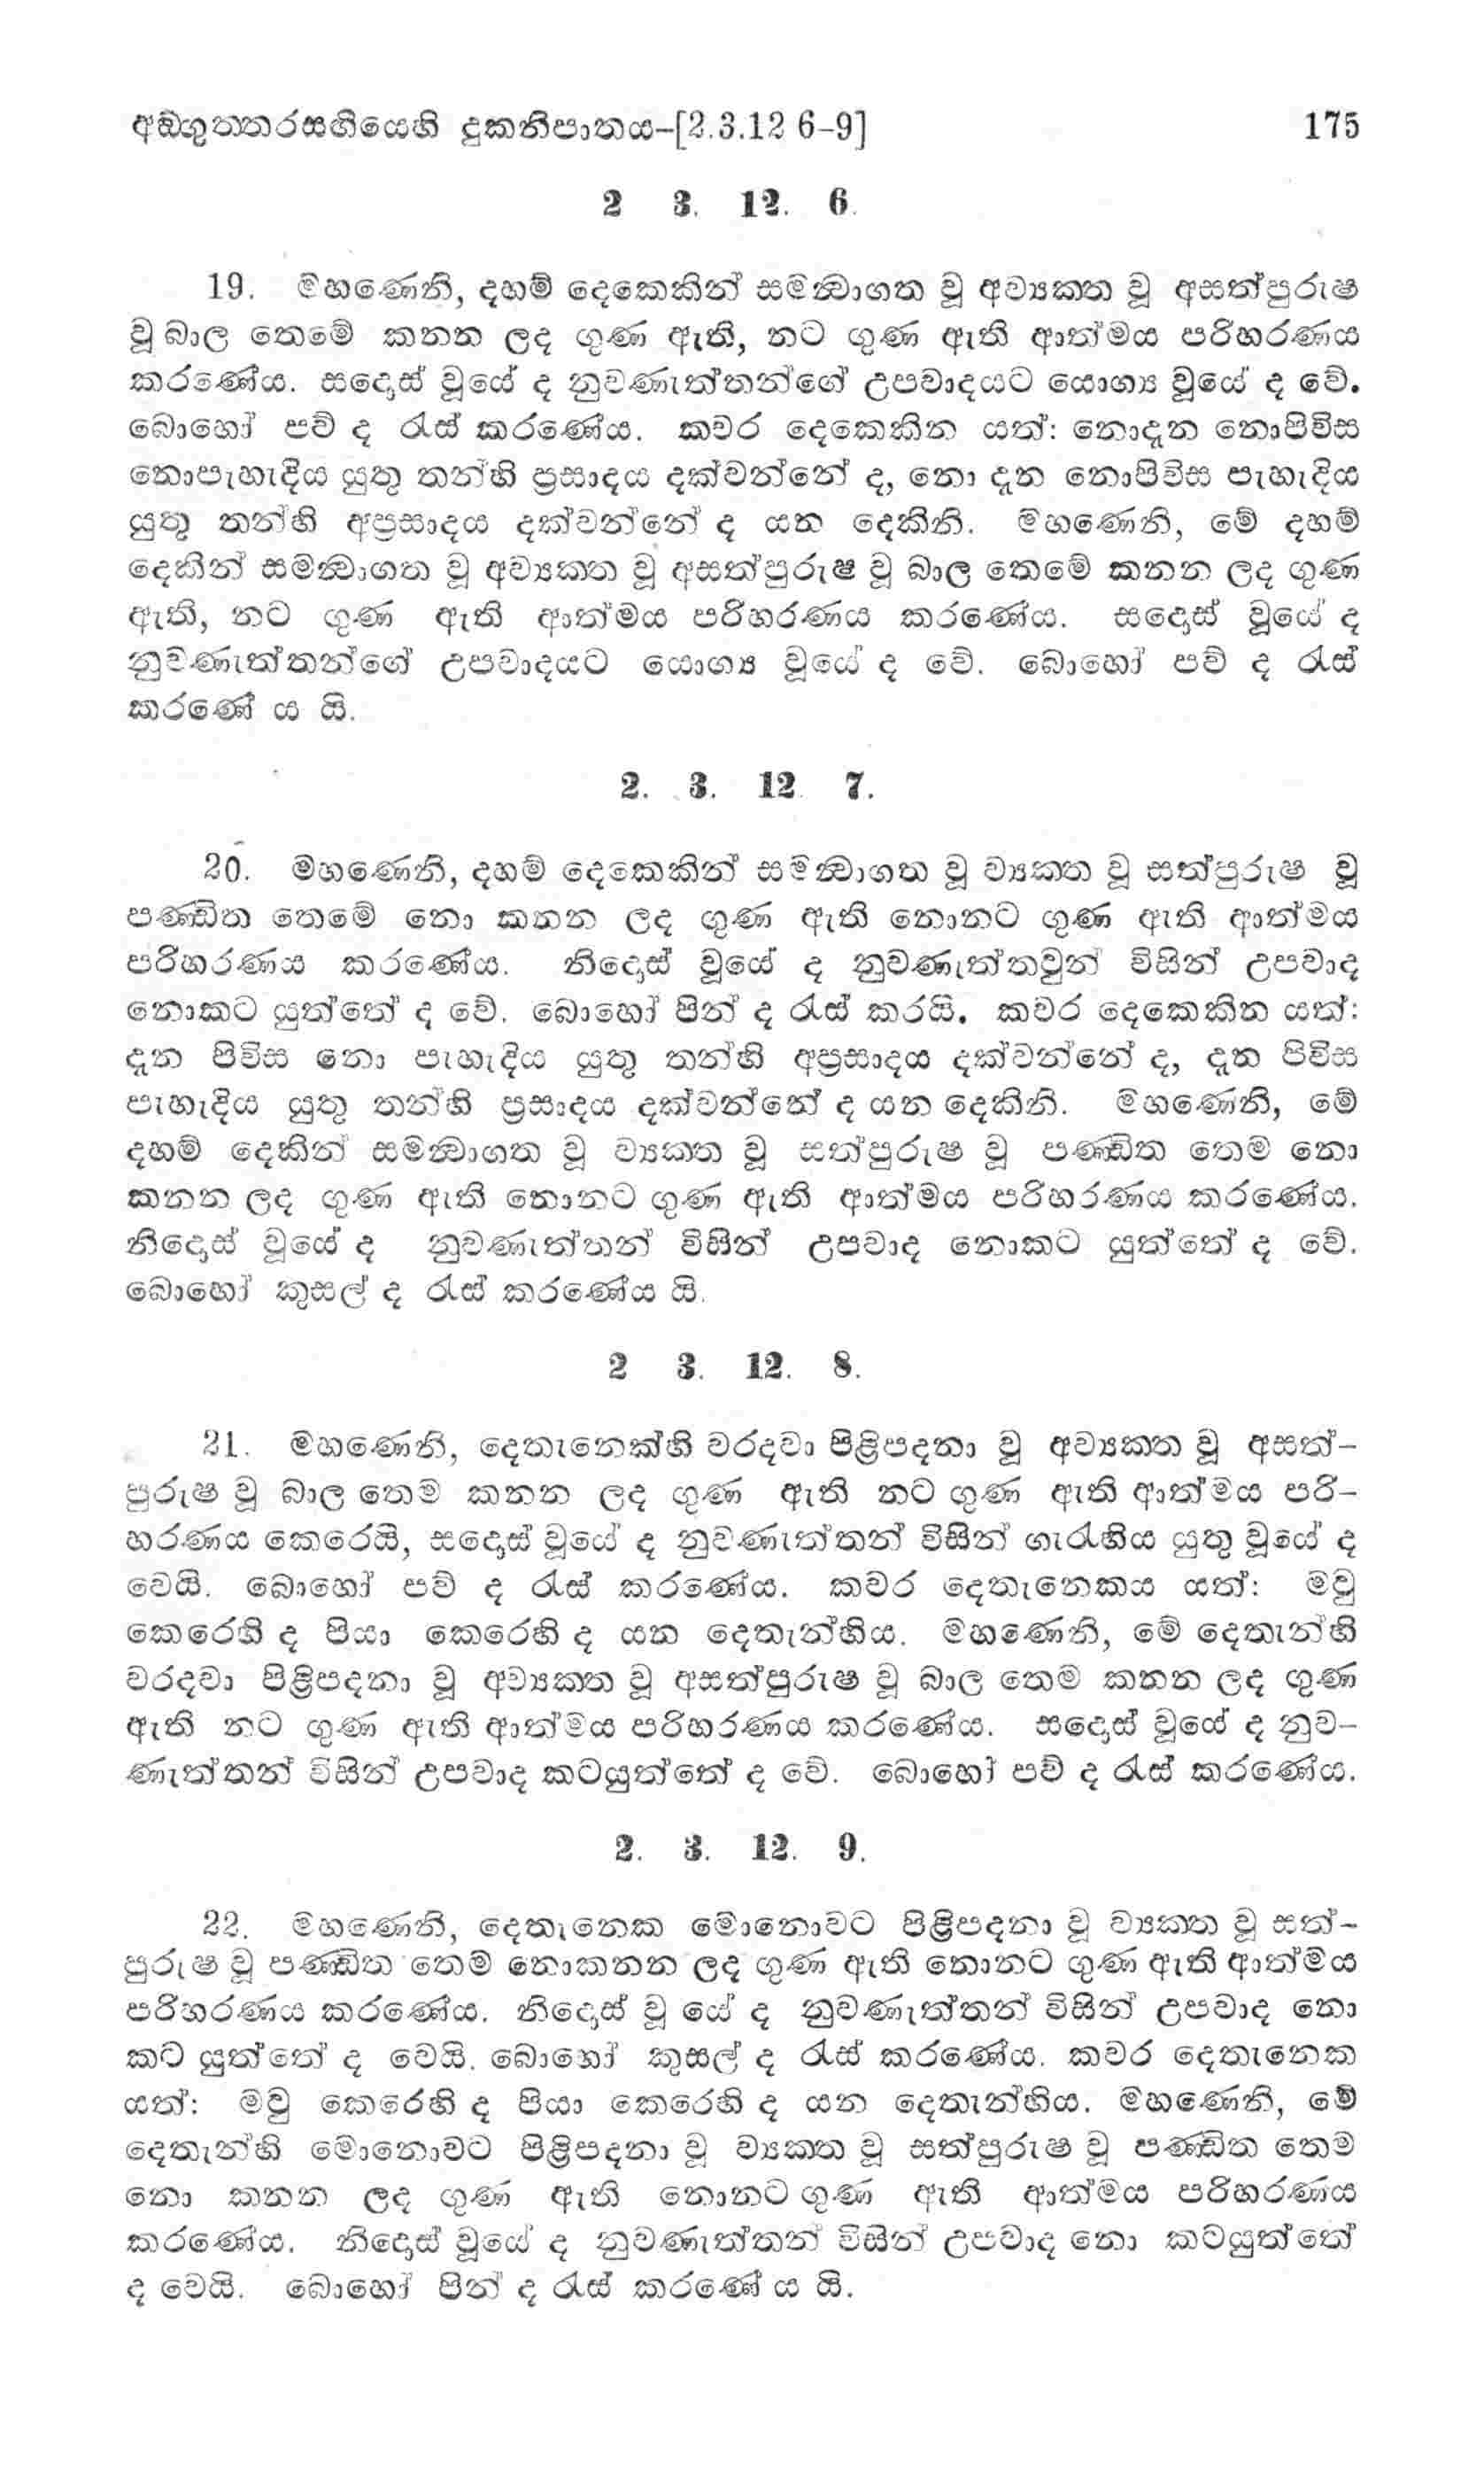 අඞ්ගුත්තරසඟියෙහි දුකනිපාතය-[2.3.12 6-9] 175
2 3. 12. 6.
19. මහණෙනි, දහම් දෙකෙකින් සමන්‍වාගත වූ අව්‍යක්ත වූ අසත්පුරුෂ
වූ බාල තෙමේ කනන ලද ගුණ ඇති, නට ගුණ ඇති ආත්මය පරිහරණය
කරණේය. සදොස් වූයේ ද නුවණැත්තන්ගේ උපවාදයට යොග්‍ය වූයේ ද වේ.
බොහෝ පව් ද රැස් කරණේය. කවර දෙකෙකින යත්: නොදැන නොපිවිස
නොපැහැදිය යුතු තන්හි ප්‍රසාදය දක්වන්නේ ද, නො දැන නොපිවිස පැහැදිය
යුතු තන්හි අප්‍රසාදය දක්වන්නේ ද යන දෙකිනි. මහණෙනි, මේ දහම්
දෙකින් සමන්‍වාගත වූ අව්‍යක්ත වූ අසත්පුරුෂ වූ බාල තෙමේ කනන ලද ගුණ
ඇති, නට ගුණ ඇති ආත්මය පරිහරණය කරණේය. සදොස් වූයේ ද
නුවණැත්තන්ගේ උපවාදයට යොග්‍ය වූයේ ද වේ. බොහෝ පව් ද රැස්
කරණේ ය යි.
2. 3. 12 7.
20. මහණෙනි, දහම් දෙකෙකින් සමන්‍වාගත වූ ව්‍යක්ත වූ සත්පුරුෂ වූ
පණ්ඩිත තෙමේ නො කනන ලද ගුණ ඇති නොනට ගුණ ඇති ආත්මය
පරිහරණය කරණේය. නිදොස් වූයේ ද නුවණැත්තවුන් විසින් උපවාද
නොකට යුත්තේ ද වේ. බොහෝ පින් ද රැස් කරයි. කවර දෙකෙකින යත්:
දැන පිවිස නො පැහැදිය යුතු තන්හි අප්‍රසාදය දක්වන්නේ ද, දැන පිවිස
පැහැදිය යුතු තන්හි ප්‍රසාදය දක්වන්නේ ද යන දෙකිනි. මහණෙනි, මේ
දහම් දෙකින් සමන්‍වාගත වූ ව්‍යක්ත වූ සත්පුරුෂ වූ පණ්ඩිත තෙම නො
කනන ලද ගුණ ඇති නොනට ගුණ ඇති ආත්මය පරිහරණය කරණේය.
නිදොස් වූයේ ද නුවණැත්තන් විසින් උපවාද නොකට යුත්තේ ද වේ.
බොහෝ කුසල් ද රැස් කරණේය යි.
2 3. 12. 8.
21. මහණෙනි, දෙතැනෙක්හි වරදවා පිළිපදනා වූ අව්‍යක්ත වූ අසත්-
පුරුෂ වූ බාල තෙම කනන ලද ගුණ ඇති නට ගුණ ඇති ආත්මය පරි-
හරණය කෙරෙයි, සදොස් වූයේ ද නුවණැත්තන් විසින් ගැරැහිය යුතු වූයේ ද
වෙයි. බොහෝ පව් ද රැස් කරණේය. කවර දෙතැනෙකය යත්: මවු
කෙරෙහි ද පියා කෙරෙහි ද යන දෙතැන්හිය. මහණෙනි, මේ දෙතැන්හි
වරදවා පිළිපදනා වූ අව්‍යක්ත වූ අසත්පුරුෂ වූ බාල තෙම කනන ලද ගුණ
ඇති නට ගුණ ඇති ආත්මය පරිහරණය කරණේය. සදොස් වූයේ ද නුව-
ණැත්තන් විසින් උපවාද කටයුත්තේ ද වේ. බොහෝ පව් ද රැස් කරණේය.
2. 3. 12. 9.
22. මහණෙනි, දෙතැනෙක මොනොවට පිළිපදනා වූ ව්‍යක්ත වූ සත්-
පුරුෂ වූ පණ්ඩිත තෙම නොකනන ලද ගුණ ඇති නොනට ගුණ ඇති ආත්මය
පරිහරණය කරණේය. නිදොස් වූ යේ ද නුවණැත්තන් විසින් උපවාද නො
කට යුත්තේ ද වෙයි. බොහෝ කුසල් ද රැස් කරණේය. කවර දෙතැනෙක
යත්: මවු කෙරෙහි ද පියා කෙරෙහි ද යන දෙතැන්හිය. මහණෙනි, මේ
දෙතැන්හි මොනොවට පිළිපදනා වූ ව්‍යක්ත වූ සත්පුරුෂ වූ පණ්ඩිත තෙම
නො කනන ලද ගුණ ඇති නොනට ගුණ ඇති ආත්මය පරිහරණය
කරණේය. නිදොස් වූයේ ද නුවණැත්තන් විසින් උපවාද නො කටයුත්තේ
ද වෙයි. බොහෝ පින් ද රැස් කරණේ ය යි.